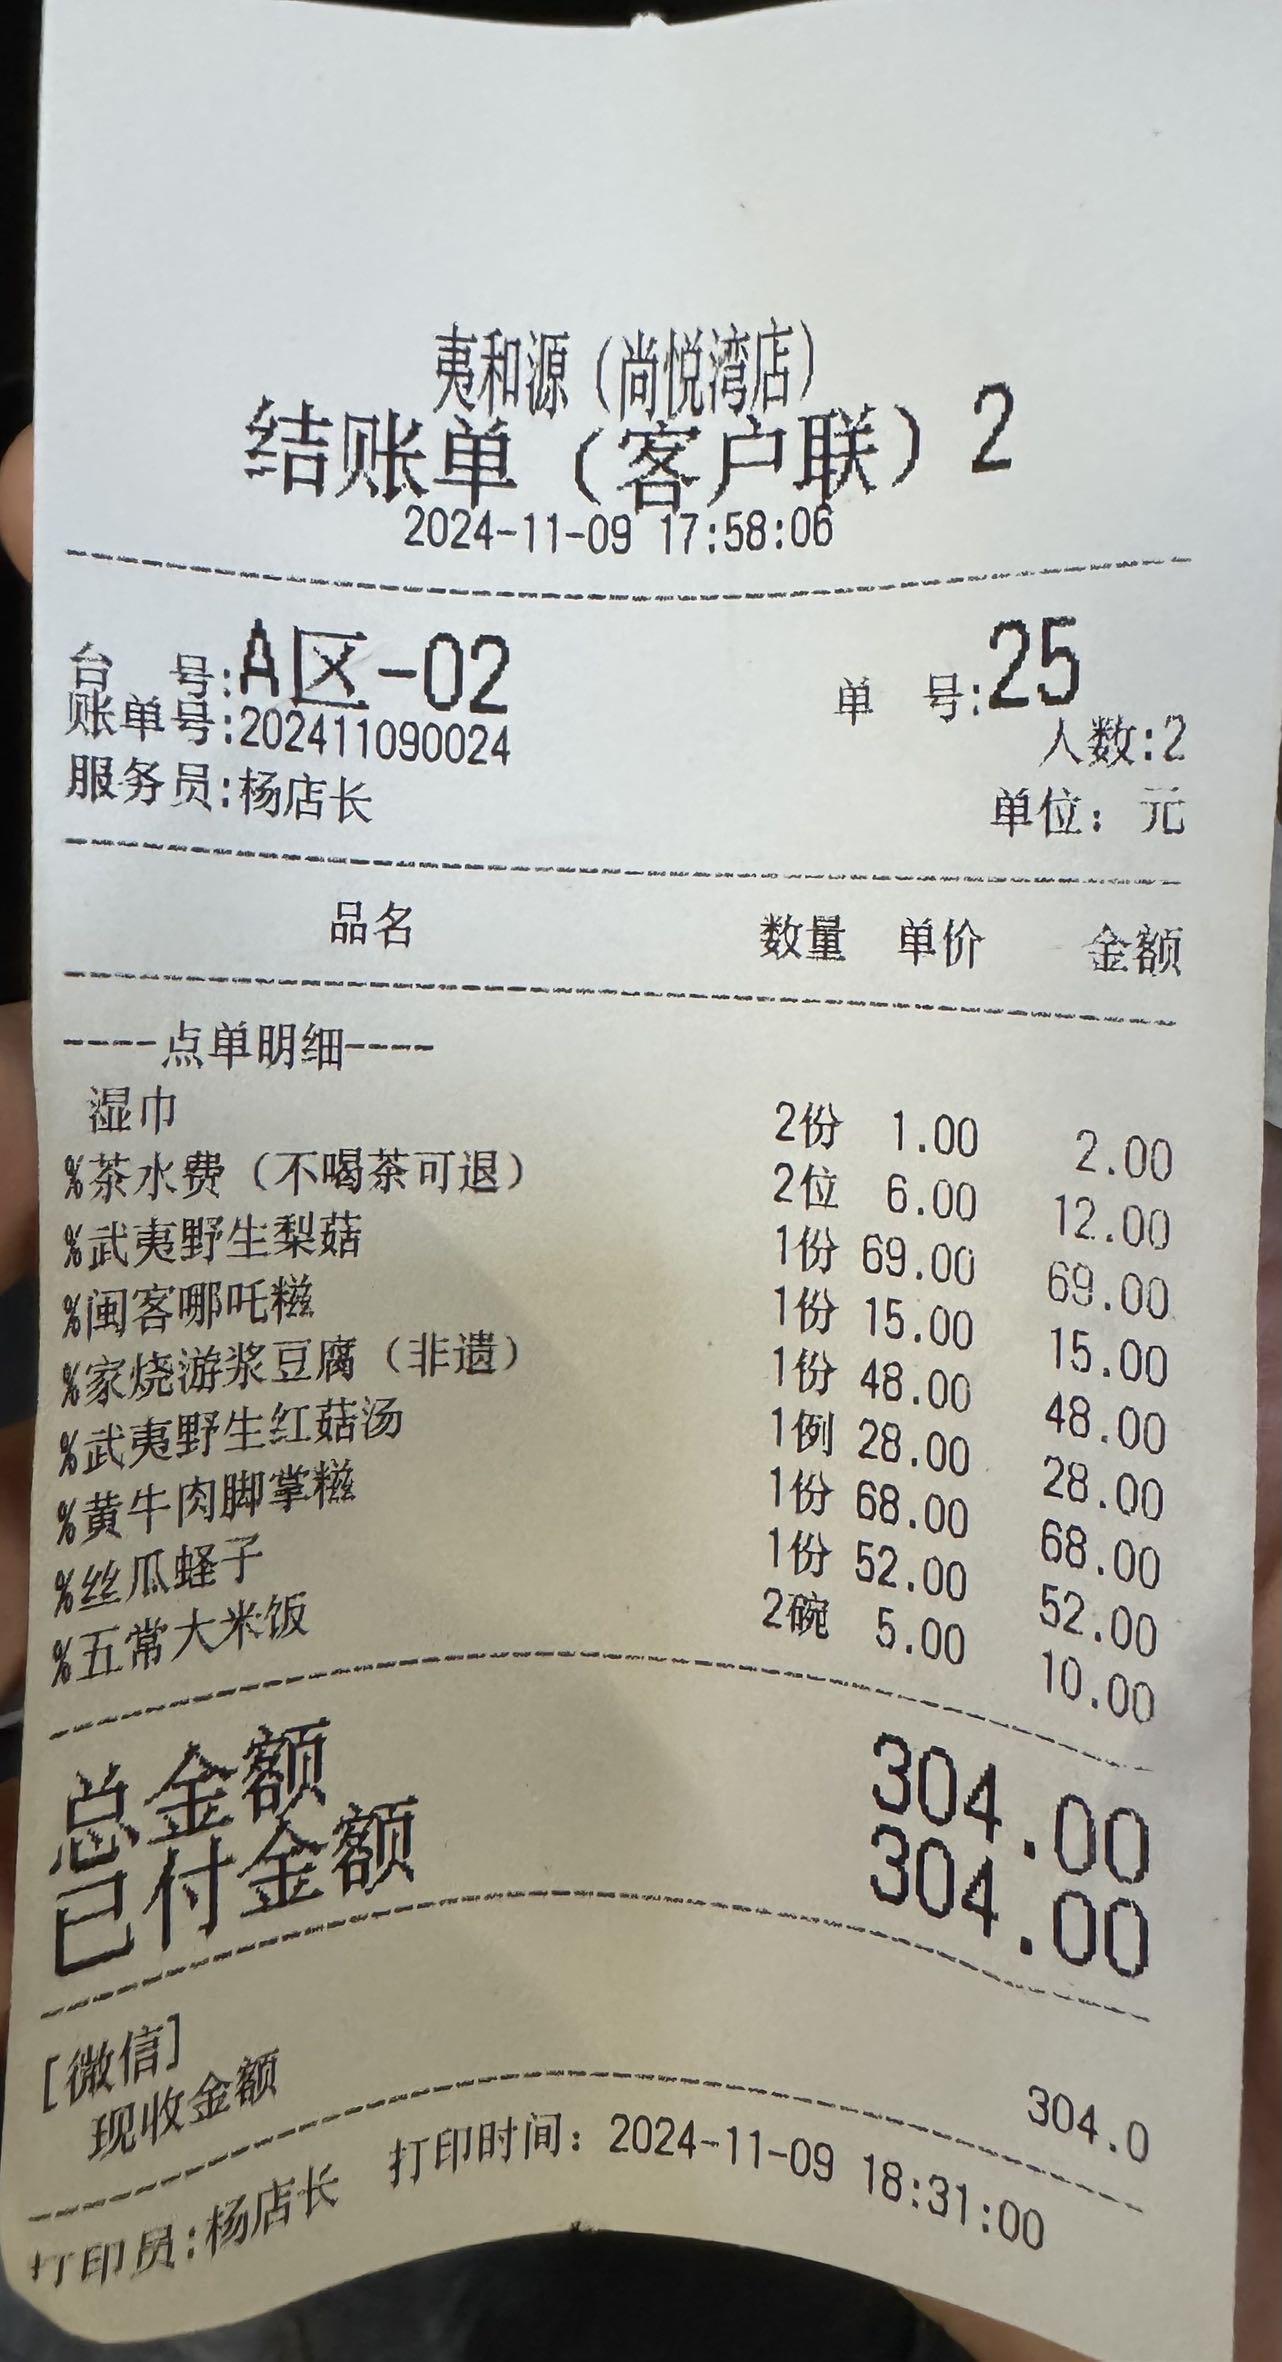 夷和源（尚悦湾店）
结账单（客户联）2
2024-11-09 17:58:06
台 号:A区-02 单 号:25
账单号:202411090024 人数:2
服务员:杨店长 单位：元
品名 数量 单价 金额
----点单明细----
湿巾 2份 1.00 2.00
%茶水费（不喝茶可退） 2位 6.00 12.00
%武夷野生梨菇 1份 69.00 69.00
%闽客哪吒糍 1份 15.00 15.00
%家烧游浆豆腐（非遗） 1份 48.00 48.00
%武夷野生红菇汤 1例 28.00 28.00
%黄牛肉脚掌糍 1份 68.00 68.00
%丝瓜蛏子 1份 52.00 52.00
%五常大米饭 2碗 5.00 10.00
总金额 304.00
已付金额 304.00
[微信]
现收金额 304.0
打印员:杨店长 打印时间：2024-11-09 18:31:00